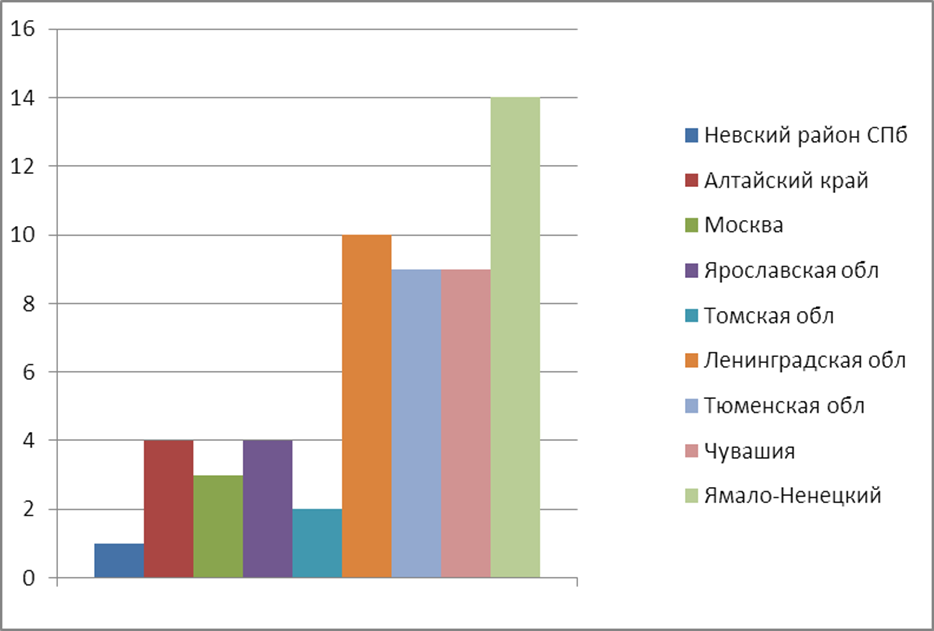 16
14
12
10
8
6
4
2
0
Невский район СПб
Алтайский край
Москва
Ярославская обл
Томская обл
Ленинградская обл
Тюменская обл
Чувашия
Ямало-Ненецкий